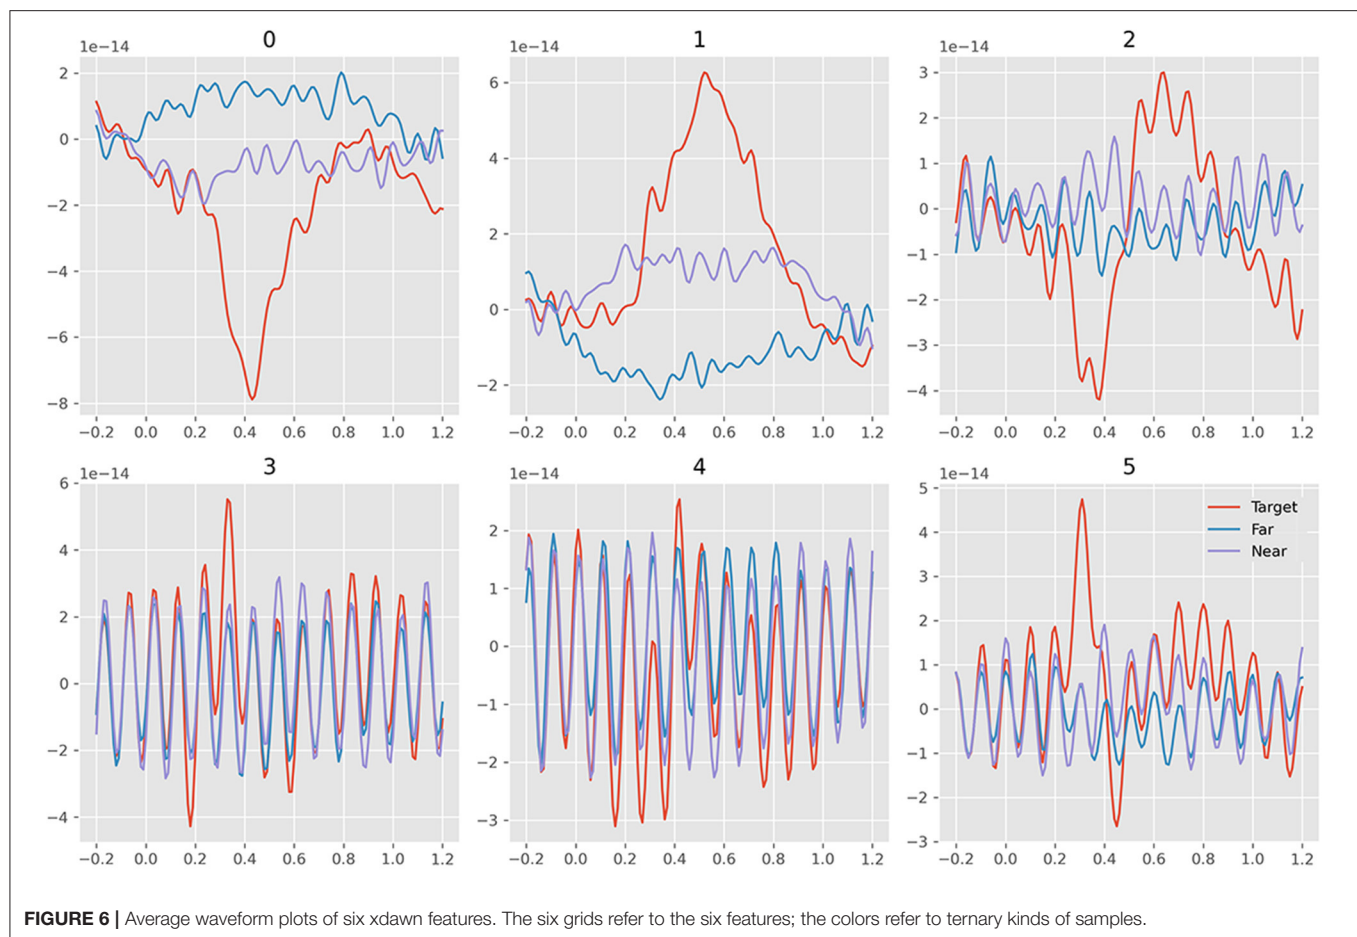 0
1e−14
2
0
−2
−4
−6
−8
−0.2 0.0 0.2 0.4 0.6 0.8 1.0 1.2
1
1e−14
6
4
2
0
−2
−0.2 0.0 0.2 0.4 0.6 0.8 1.0 1.2
2
1e−14
3
2
1
0
−1
−2
−3
−4
−0.2 0.0 0.2 0.4 0.6 0.8 1.0 1.2
3
1e−14
6
4
2
0
−2
−4
−0.2 0.0 0.2 0.4 0.6 0.8 1.0 1.2
4
1e−14
2
1
0
−1
−2
−3
−0.2 0.0 0.2 0.4 0.6 0.8 1.0 1.2
5
1e−14
5
4
3
2
1
0
−1
−2
−3
Target
Far
Near
−0.2 0.0 0.2 0.4 0.6 0.8 1.0 1.2
FIGURE 6 | Average waveform plots of six xdawn features. The six grids refer to the six features; the colors refer to ternary kinds of samples.